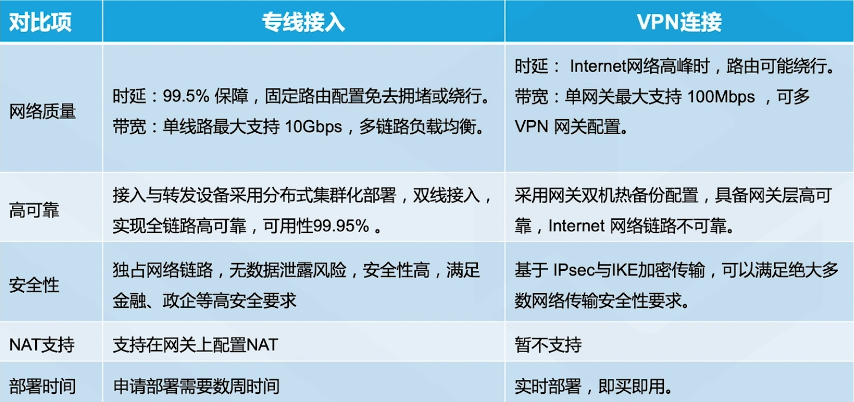 对比项
专线接入
VPN连接
网络质量
时延：99.5% 保障，固定路由配置免去拥堵或绕行。
带宽：单线路最大支持 10Gbps，多链路负载均衡。
时延： Internet网络高峰时，路由可能绕行。
带宽：单网关最大支持 100Mbps ，可多
VPN 网关配置。
高可靠
接入与转发设备采用分布式集群化部署，双线接入，
实现全链路高可靠，可用性99.95% 。
采用网关双机热备份配置，具备网关层高可
靠，Internet 网络链路不可靠。
安全性
独占网络链路，无数据泄露风险，安全性高，满足
金融、政企等高安全要求
基于 IPsec与IKE加密传输，可以满足绝大多
数网络传输安全性要求。
NAT支持
支持在网关上配置NAT
暂不支持
部署时间
申请部署需要数周时间
实时部署，即买即用。